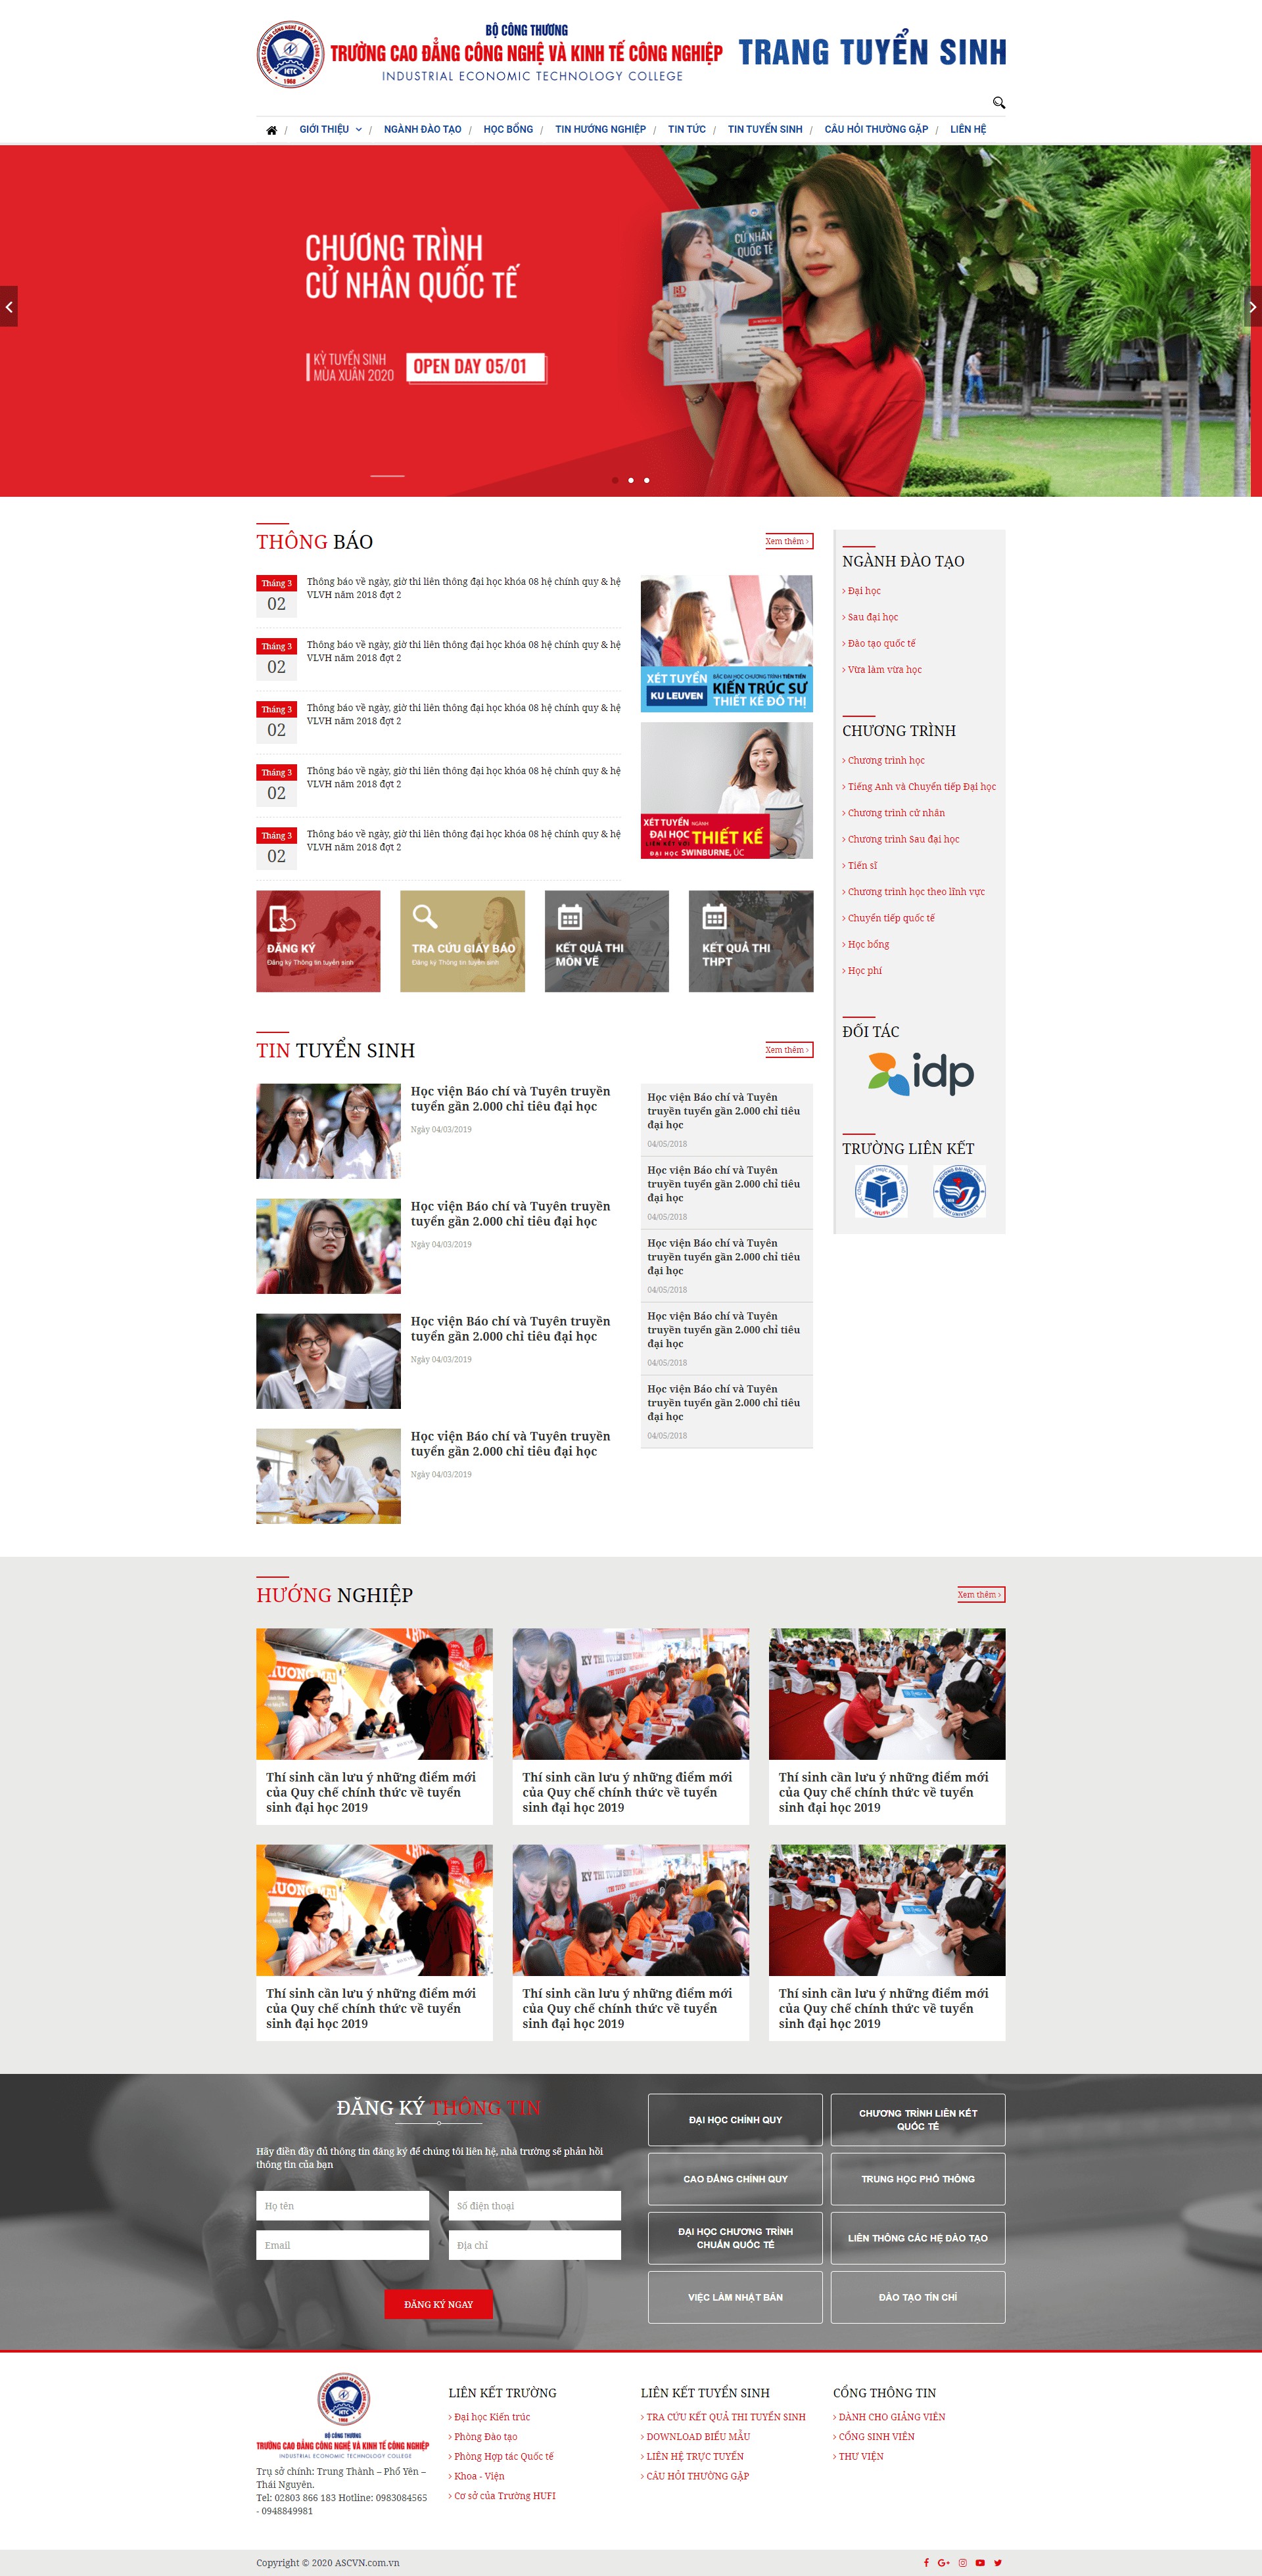 BỘ CÔNG THƯƠNG
TRƯỜNG CAO ĐẲNG CÔNG NGHỆ VÀ KINH TẾ CÔNG NGHIỆP
INDUSTRIAL ECONOMIC TECHNOLOGY COLLEGE
TRANG TUYỂN SINH
/ GIỚI THIỆU / NGÀNH ĐÀO TẠO / HỌC BỔNG / TIN HƯỚNG NGHIỆP / TIN TỨC / TIN TUYỂN SINH / CÂU HỎI THƯỜNG GẶP / LIÊN HỆ
CHƯƠNG TRÌNH
CỬ NHÂN QUỐC TẾ
KỲ TUYỂN SINH
MÙA XUÂN 2020
OPEN DAY 05/01
CỬ NHÂN
QUỐC TẾ
THÔNG BÁO
Xem thêm ›
Tháng 3
02
Thông báo về ngày, giờ thi liên thông đại học khóa 08 hệ chính quy & hệ
VLVH năm 2018 đợt 2
Tháng 3
02
Thông báo về ngày, giờ thi liên thông đại học khóa 08 hệ chính quy & hệ
VLVH năm 2018 đợt 2
Tháng 3
02
Thông báo về ngày, giờ thi liên thông đại học khóa 08 hệ chính quy & hệ
VLVH năm 2018 đợt 2
Tháng 3
02
Thông báo về ngày, giờ thi liên thông đại học khóa 08 hệ chính quy & hệ
VLVH năm 2018 đợt 2
Tháng 3
02
Thông báo về ngày, giờ thi liên thông đại học khóa 08 hệ chính quy & hệ
VLVH năm 2018 đợt 2
XÉT TUYỂN
KU LEUVEN
BẬC ĐẠI HỌC CHƯƠNG TRÌNH TIÊN TIẾN
KIẾN TRÚC SƯ
THIẾT KẾ ĐÔ THỊ
XÉT TUYỂN NGÀNH
ĐẠI HỌC THIẾT KẾ
LIÊN KẾT VỚI
ĐẠI HỌC SWINBURNE, ÚC
ĐĂNG KÝ
Đăng ký Thông tin tuyển sinh
TRA CỨU GIẤY BÁO
Đăng ký Thông tin tuyển sinh
KẾT QUẢ THI
MÔN VẼ
KẾT QUẢ THI
THPT
NGÀNH ĐÀO TẠO
› Đại học
› Sau đại học
› Đào tạo quốc tế
› Vừa làm vừa học
CHƯƠNG TRÌNH
› Chương trình học
› Tiếng Anh và Chuyển tiếp Đại học
› Chương trình cử nhân
› Chương trình Sau đại học
› Tiến sĩ
› Chương trình học theo lĩnh vực
› Chuyển tiếp quốc tế
› Học bổng
› Học phí
ĐỐI TÁC
idp
TRƯỜNG LIÊN KẾT
TIN TUYỂN SINH
Xem thêm ›
Học viện Báo chí và Tuyên truyền
tuyển gần 2.000 chỉ tiêu đại học
Ngày 04/03/2019
Học viện Báo chí và Tuyên truyền
tuyển gần 2.000 chỉ tiêu đại học
Ngày 04/03/2019
Học viện Báo chí và Tuyên truyền
tuyển gần 2.000 chỉ tiêu đại học
Ngày 04/03/2019
Học viện Báo chí và Tuyên truyền
tuyển gần 2.000 chỉ tiêu đại học
Ngày 04/03/2019
Học viện Báo chí và Tuyên
truyền tuyển gần 2.000 chỉ tiêu
đại học
04/05/2018
Học viện Báo chí và Tuyên
truyền tuyển gần 2.000 chỉ tiêu
đại học
04/05/2018
Học viện Báo chí và Tuyên
truyền tuyển gần 2.000 chỉ tiêu
đại học
04/05/2018
Học viện Báo chí và Tuyên
truyền tuyển gần 2.000 chỉ tiêu
đại học
04/05/2018
Học viện Báo chí và Tuyên
truyền tuyển gần 2.000 chỉ tiêu
đại học
04/05/2018
HƯỚNG NGHIỆP
Xem thêm ›
Thí sinh cần lưu ý những điểm mới
của Quy chế chính thức về tuyển
sinh đại học 2019
Thí sinh cần lưu ý những điểm mới
của Quy chế chính thức về tuyển
sinh đại học 2019
Thí sinh cần lưu ý những điểm mới
của Quy chế chính thức về tuyển
sinh đại học 2019
Thí sinh cần lưu ý những điểm mới
của Quy chế chính thức về tuyển
sinh đại học 2019
Thí sinh cần lưu ý những điểm mới
của Quy chế chính thức về tuyển
sinh đại học 2019
Thí sinh cần lưu ý những điểm mới
của Quy chế chính thức về tuyển
sinh đại học 2019
ĐĂNG KÝ THÔNG TIN
Hãy điền đầy đủ thông tin đăng ký để chúng tôi liên hệ, nhà trường sẽ phản hồi
thông tin của bạn
Họ tên
Số điện thoại
Email
Địa chỉ
ĐĂNG KÝ NGAY
ĐẠI HỌC CHÍNH QUY
CHƯƠNG TRÌNH LIÊN KẾT
QUỐC TẾ
CAO ĐẲNG CHÍNH QUY
TRUNG HỌC PHỔ THÔNG
ĐẠI HỌC CHƯƠNG TRÌNH
CHUẨN QUỐC TẾ
LIÊN THÔNG CÁC HỆ ĐÀO TẠO
VIỆC LÀM NHẬT BẢN
ĐÀO TẠO TÍN CHỈ
BỘ CÔNG THƯƠNG
TRƯỜNG CAO ĐẲNG CÔNG NGHỆ VÀ KINH TẾ CÔNG NGHIỆP
INDUSTRIAL ECONOMIC TECHNOLOGY COLLEGE
Trụ sở chính: Trung Thành – Phổ Yên –
Thái Nguyên.
Tel: 02803 866 183 Hotline: 0983084565
- 0948849981
LIÊN KẾT TRƯỜNG
› Đại học Kiến trúc
› Phòng Đào tạo
› Phòng Hợp tác Quốc tế
› Khoa - Viện
› Cơ sở của Trường HUFI
LIÊN KẾT TUYỂN SINH
› TRA CỨU KẾT QUẢ THI TUYỂN SINH
› DOWNLOAD BIỂU MẪU
› LIÊN HỆ TRỰC TUYẾN
› CÂU HỎI THƯỜNG GẶP
CỔNG THÔNG TIN
› DÀNH CHO GIẢNG VIÊN
› CỔNG SINH VIÊN
› THƯ VIỆN
Copyright © 2020 ASCVN.com.vn